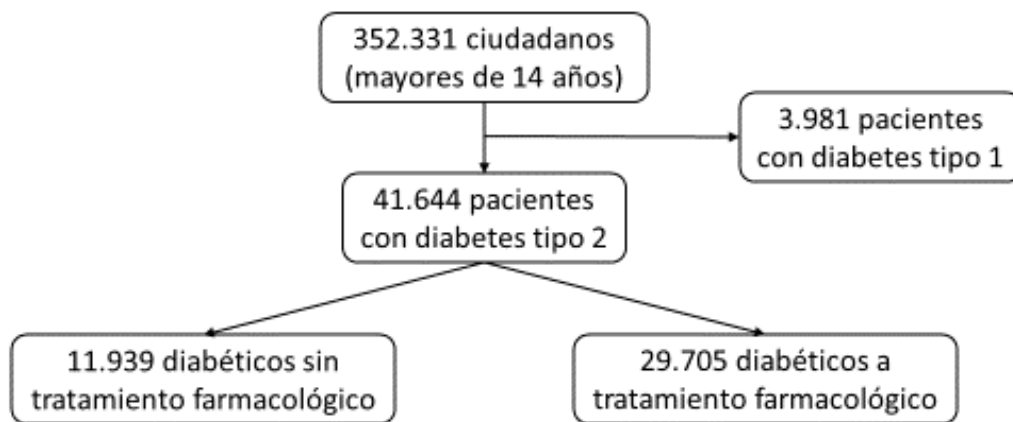 352.331 ciudadanos
(mayores de 14 años)
3.981 pacientes
con diabetes tipo 1
41.644 pacientes
con diabetes tipo 2
11.939 diabéticos sin
tratamiento farmacológico
29.705 diabéticos a
tratamiento farmacológico